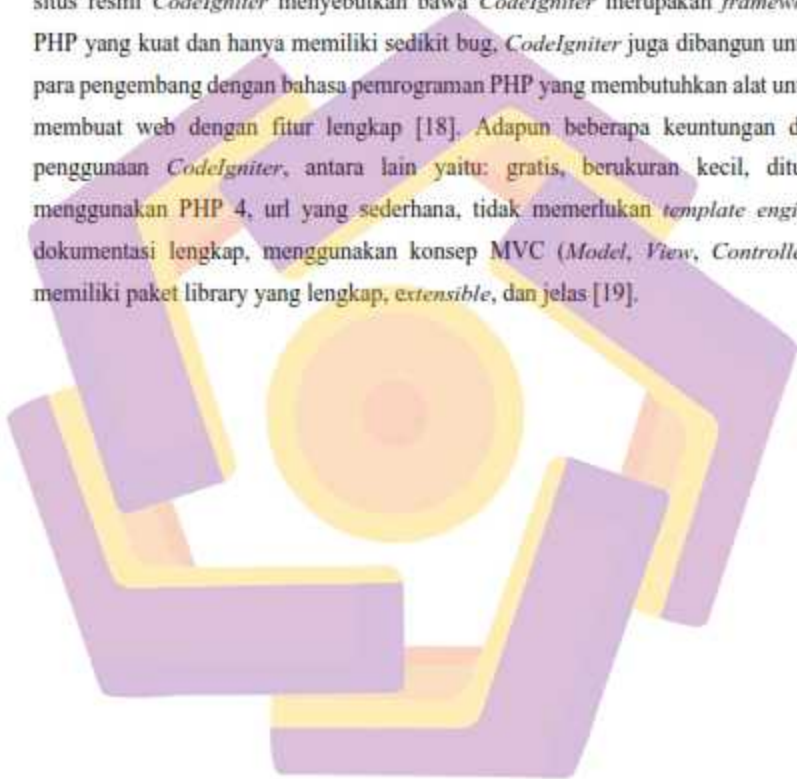 situs resmi CodeIgniter menyebutkan bawa CodeIgniter merupakan framew
PHP yang kuat dan hanya memiliki sedikit bug, CodeIgniter juga dibangun un
para pengembang dengan bahasa pemrograman PHP yang membutuhkan alat un
membuat web dengan fitur lengkap [18]. Adapun beberapa keuntungan d
penggunaan CodeIgniter, antara lain yaitu: gratis, berukuran kecil, ditu
menggunakan PHP 4, url yang sederhana, tidak memerlukan template engi
dokumentasi lengkap, menggunakan konsep MVC (Model, View, Controlle
memiliki paket library yang lengkap, extensible, dan jelas [19].